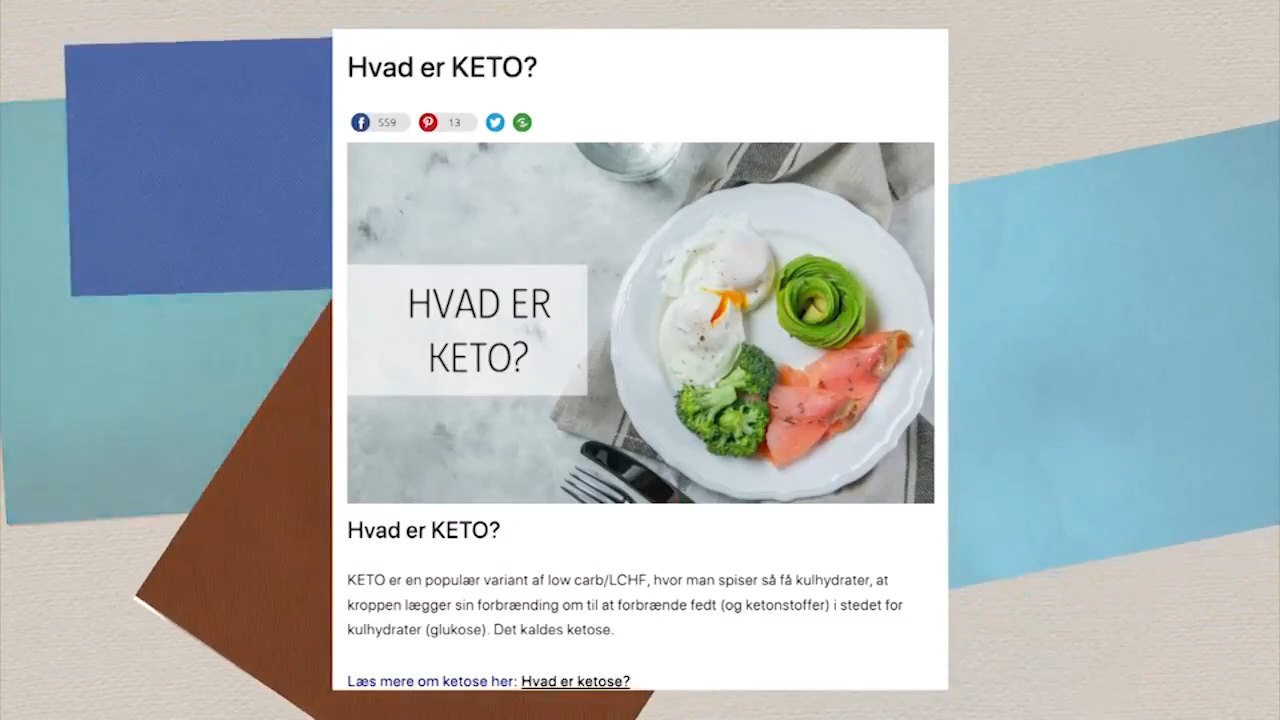 Hvad er KETO?
559
13
HVAD ER
KETO?
Hvad er KETO?
KETO er en populær variant af low carb/LCHF, hvor man spiser så få kulhydrater, at
kroppen lægger sin forbrænding om til at forbrænde fedt (og ketonstoffer) i stedet for
kulhydrater (glukose). Det kaldes ketose.
Læs mere om ketose her: Hvad er ketose?